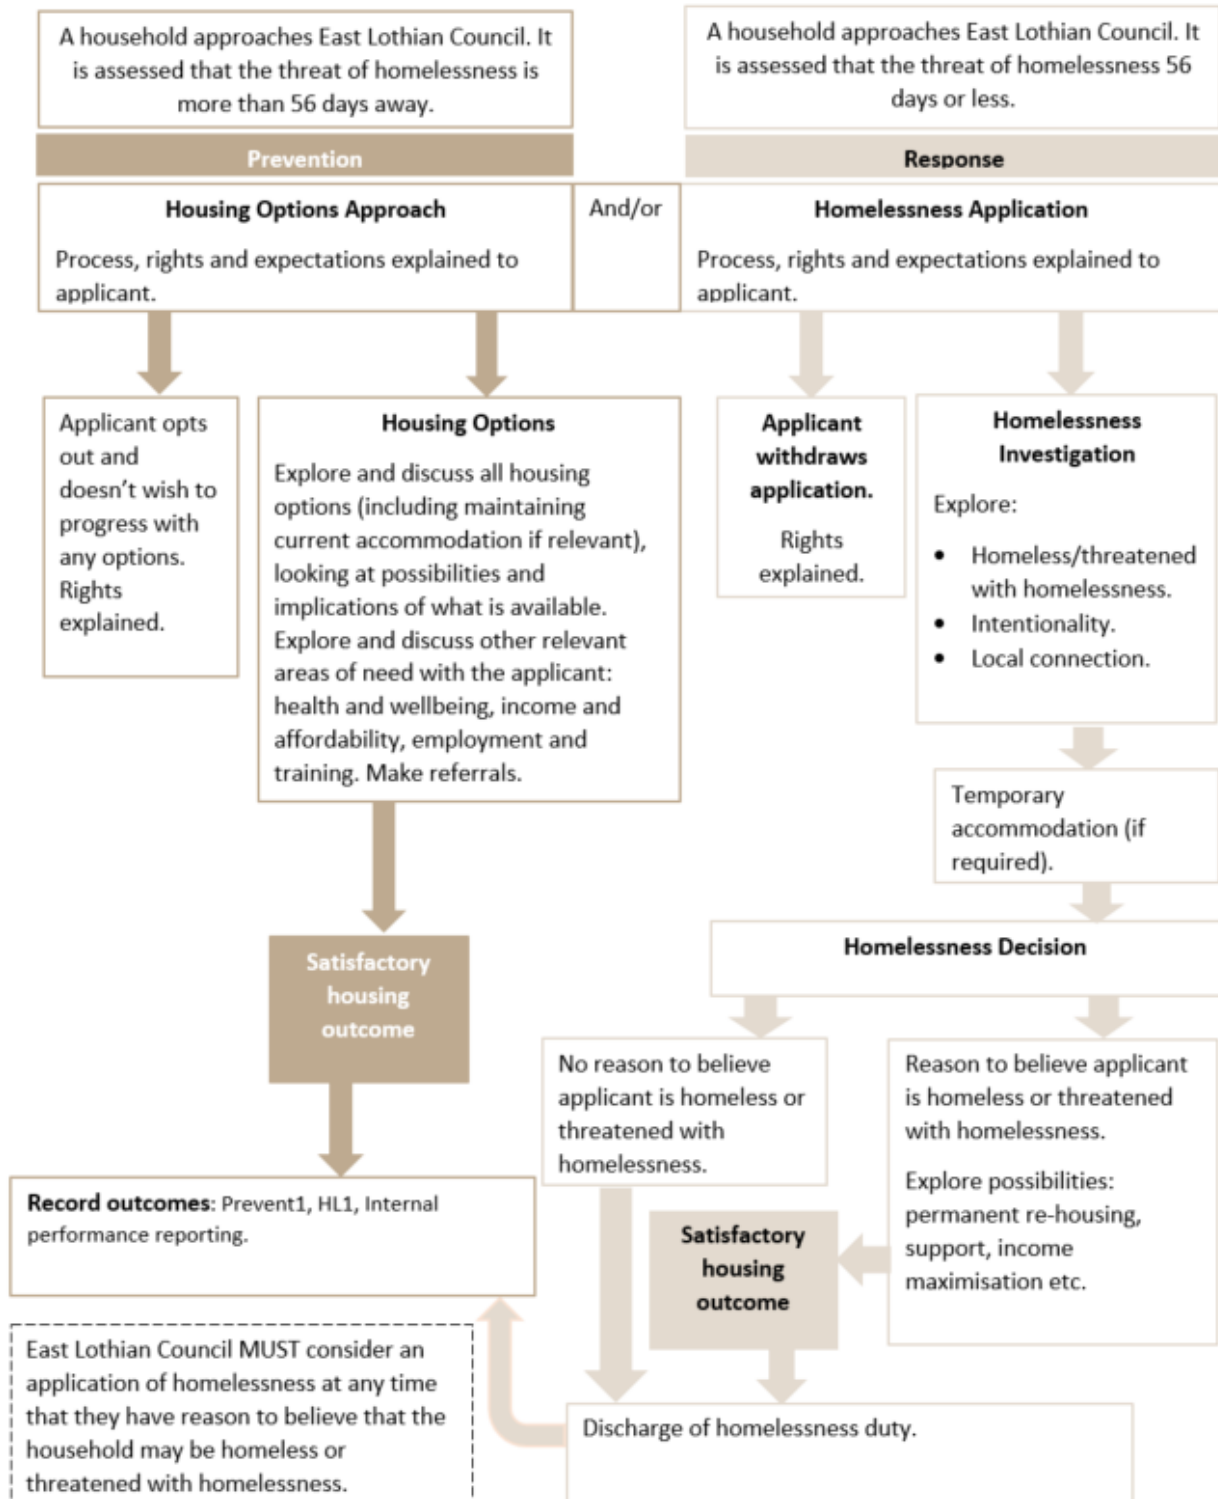 A household approaches East Lothian Council. It
is assessed that the threat of homelessness is
more than 56 days away.
A household approaches East Lothian Council. It
is assessed that the threat of homelessness 56
days or less.
Prevention
Response
Housing Options Approach
Process, rights and expectations explained to
applicant.
And/or
Homelessness Application
Process, rights and expectations explained to
applicant.
Applicant opts
out and
doesn't wish to
progress with
any options.
Rights
explained.
Housing Options
Explore and discuss all housing
options (including maintaining
current accommodation if relevant),
looking at possibilities and
implications of what is available.
Explore and discuss other relevant
areas of need with the applicant:
health and wellbeing, income and
affordability, employment and
training. Make referrals.
Applicant
withdraws
application.
Rights
explained.
Homelessness
Investigation
Explore:
• Homeless/threatened
with homelessness.
• Intentionality.
• Local connection.
Temporary
accommodation (if
required).
Homelessness Decision
Satisfactory
housing
outcome
No reason to believe
applicant is homeless or
threatened with
homelessness.
Reason to believe applicant
is homeless or threatened
with homelessness.
Explore possibilities:
permanent re-housing,
support, income
maximisation etc.
Satisfactory
housing
outcome
Record outcomes: Prevent1, HL1, Internal
performance reporting.
East Lothian Council MUST consider an
application of homelessness at any time
that they have reason to believe that the
household may be homeless or
threatened with homelessness.
Discharge of homelessness duty.